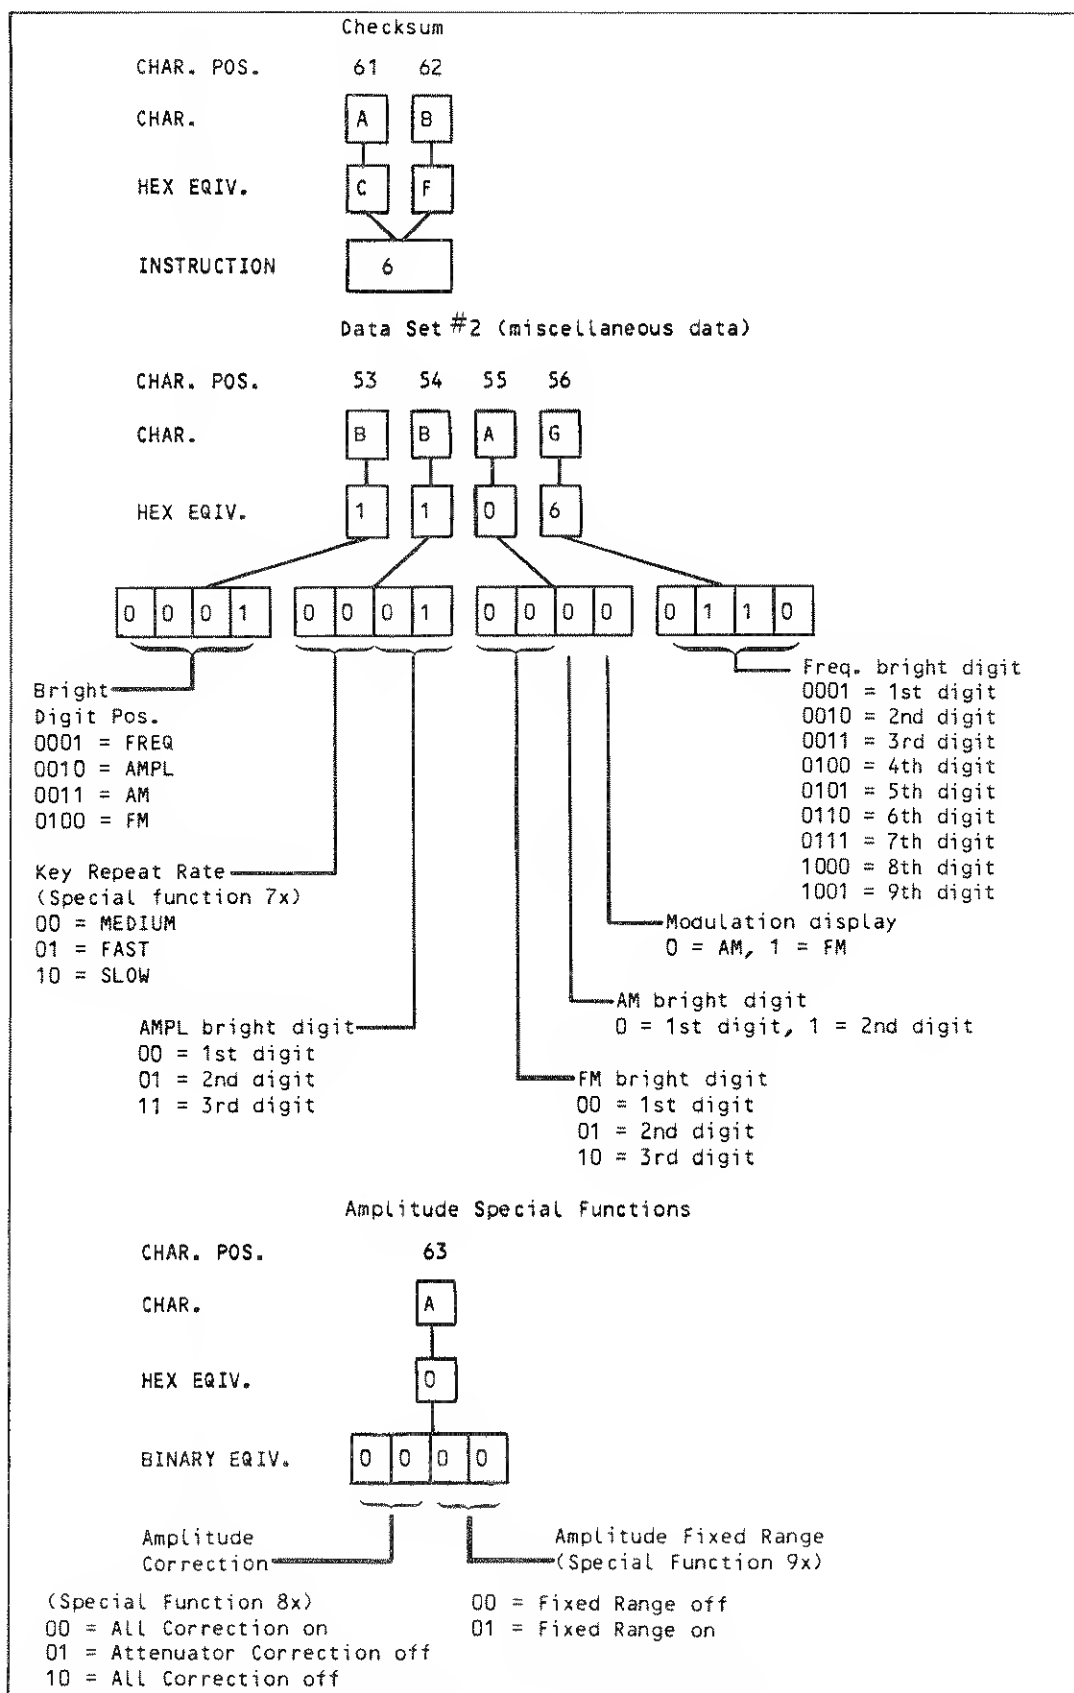 Checksum
CHAR. POS. 61 62
CHAR. A B
HEX EQIV. C F
INSTRUCTION 6
Data Set #2 (miscellaneous data)
CHAR. POS. 53 54 55 56
CHAR. B B A G
HEX EQIV. 1 1 0 6
0 0 0 1 0 0 0 1 0 0 0 0 0 1 1 0
Bright
Digit Pos.
0001 = FREQ
0010 = AMPL
0011 = AM
0100 = FM
Freq. bright digit
0001 = 1st digit
0010 = 2nd digit
0011 = 3rd digit
0100 = 4th digit
0101 = 5th digit
0110 = 6th digit
0111 = 7th digit
1000 = 8th digit
1001 = 9th digit
Key Repeat Rate
(Special function 7x)
00 = MEDIUM
01 = FAST
10 = SLOW
Modulation display
0 = AM, 1 = FM
AM bright digit
0 = 1st digit, 1 = 2nd digit
AMPL bright digit
00 = 1st digit
01 = 2nd digit
11 = 3rd digit
FM bright digit
00 = 1st digit
01 = 2nd digit
10 = 3rd digit
Amplitude Special Functions
CHAR. POS. 63
CHAR. A
HEX EQIV. 0
BINARY EQIV. 0 0 0 0
Amplitude
Correction
(Special Function 8x)
00 = All Correction on
01 = Attenuator Correction off
10 = All Correction off
Amplitude Fixed Range
(Special Function 9x)
00 = Fixed Range off
01 = Fixed Range on